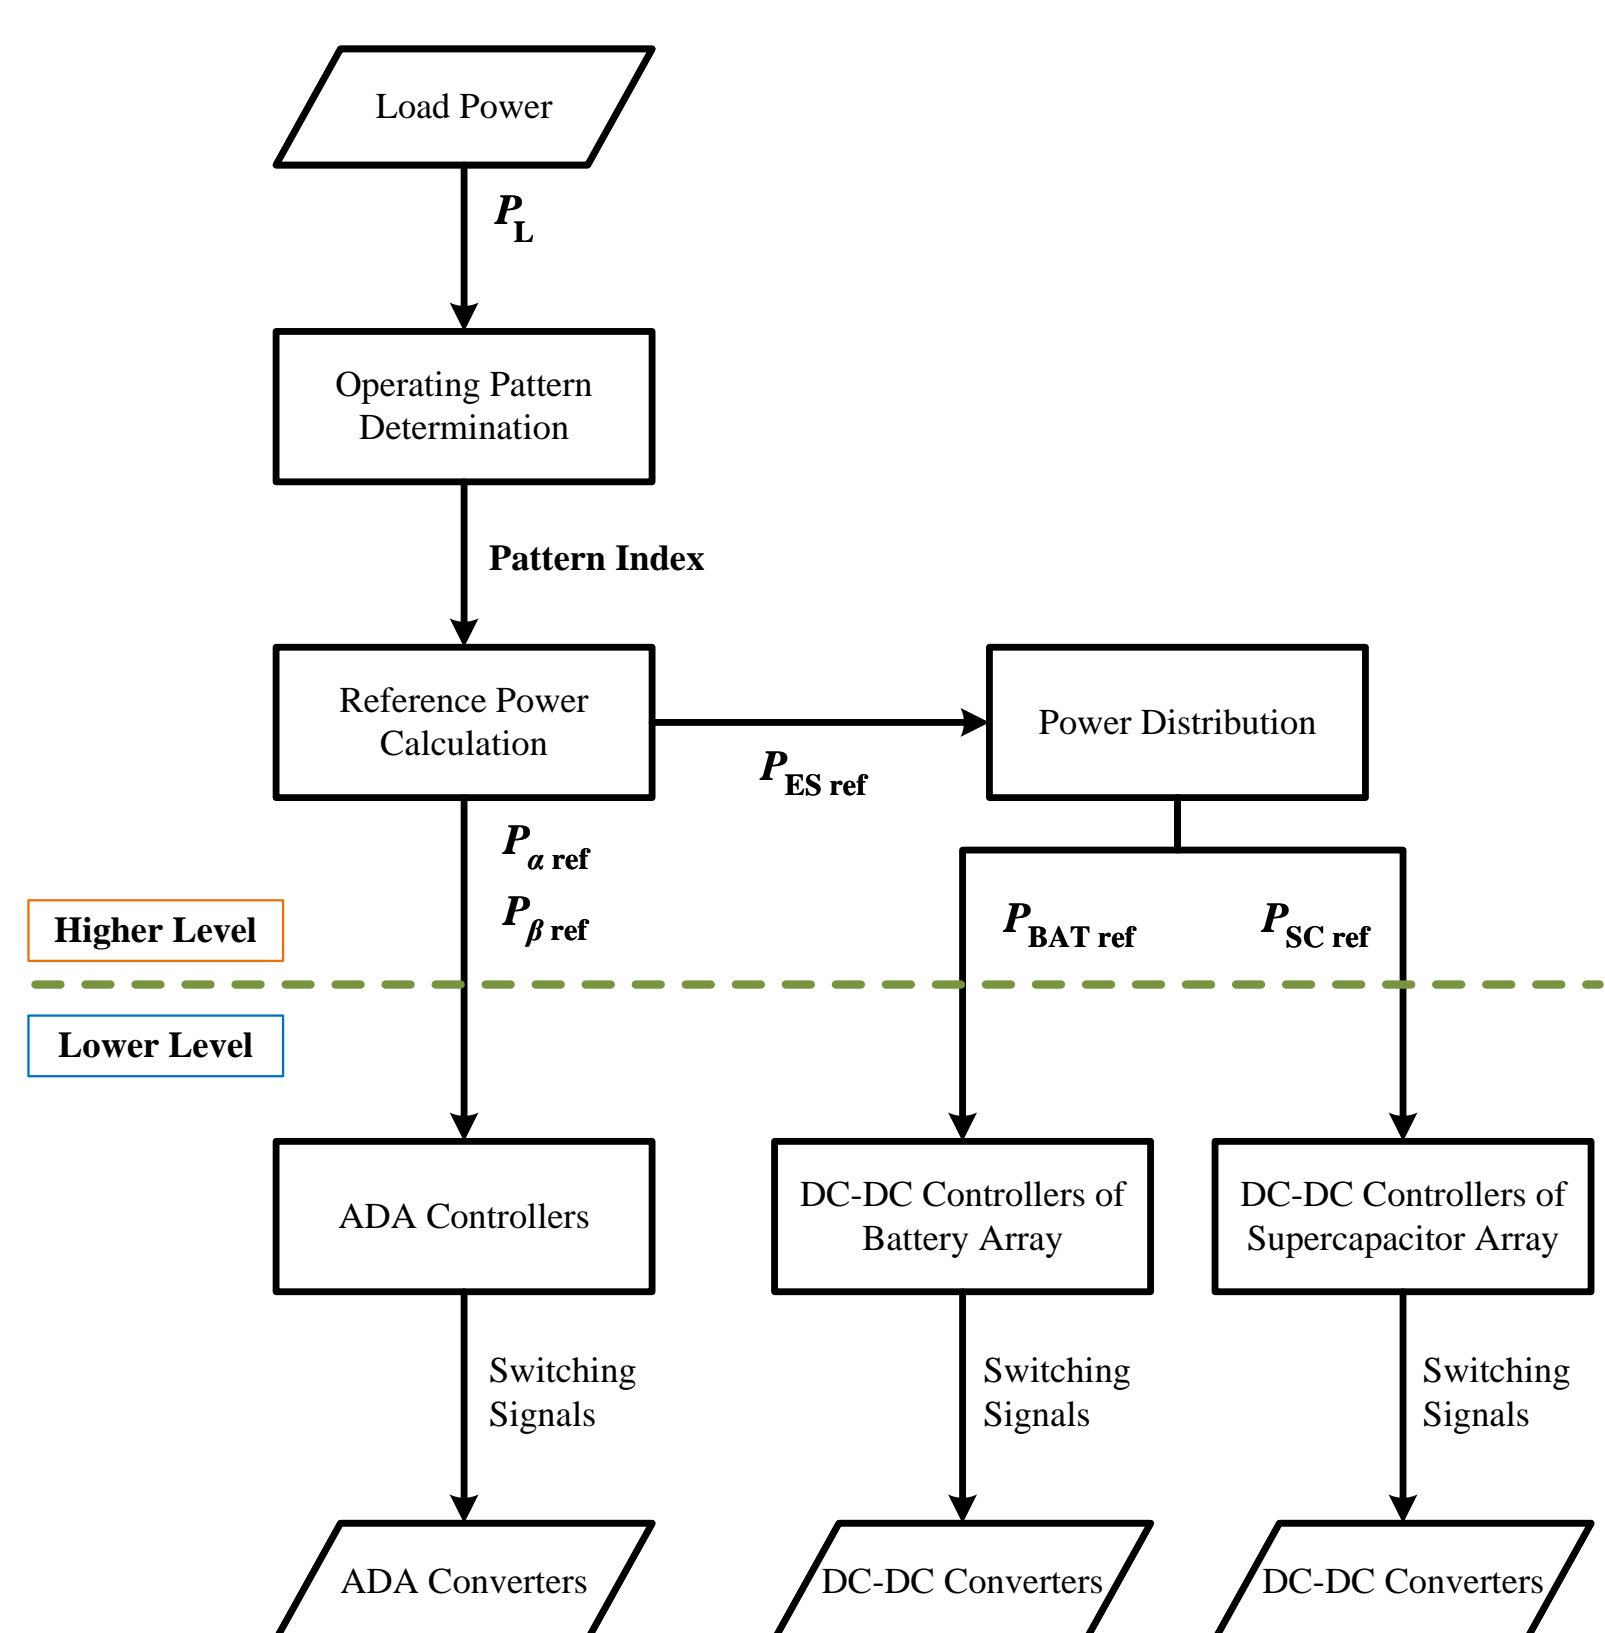 Load Power
P_L
Operating Pattern
Determination
Pattern Index
Reference Power
Calculation
P_ES ref
Power Distribution
P_α ref
P_β ref
P_BAT ref
P_SC ref
Higher Level
Lower Level
ADA Controllers
DC-DC Controllers of
Battery Array
DC-DC Controllers of
Supercapacitor Array
Switching
Signals
Switching
Signals
Switching
Signals
ADA Converters
DC-DC Converters
DC-DC Converters